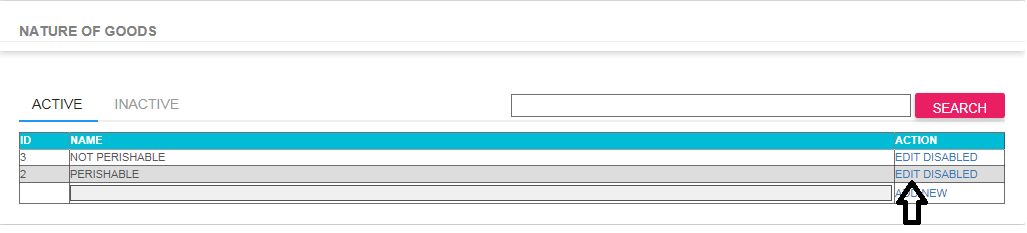 NATURE OF GOODS
ACTIVE INACTIVE SEARCH
ID NAME ACTION
3 NOT PERISHABLE EDIT DISABLED
2 PERISHABLE EDIT DISABLED
ADD NEW